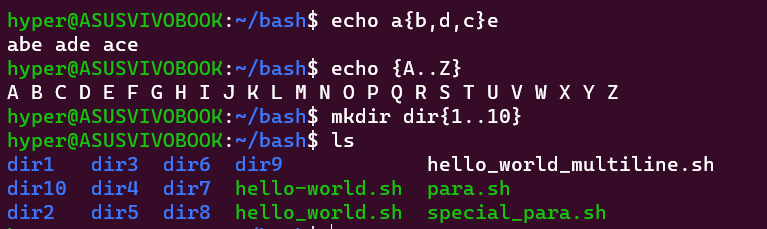 hyper@ASUSVIVOBOOK:~/bash$ echo a{b,d,c}e
abe ade ace
hyper@ASUSVIVOBOOK:~/bash$ echo {A..Z}
A B C D E F G H I J K L M N O P Q R S T U V W X Y Z
hyper@ASUSVIVOBOOK:~/bash$ mkdir dir{1..10}
hyper@ASUSVIVOBOOK:~/bash$ ls
dir1   dir3  dir6  dir9            hello_world_multiline.sh
dir10  dir4  dir7  hello-world.sh  para.sh
dir2   dir5  dir8  hello_world.sh  special_para.sh